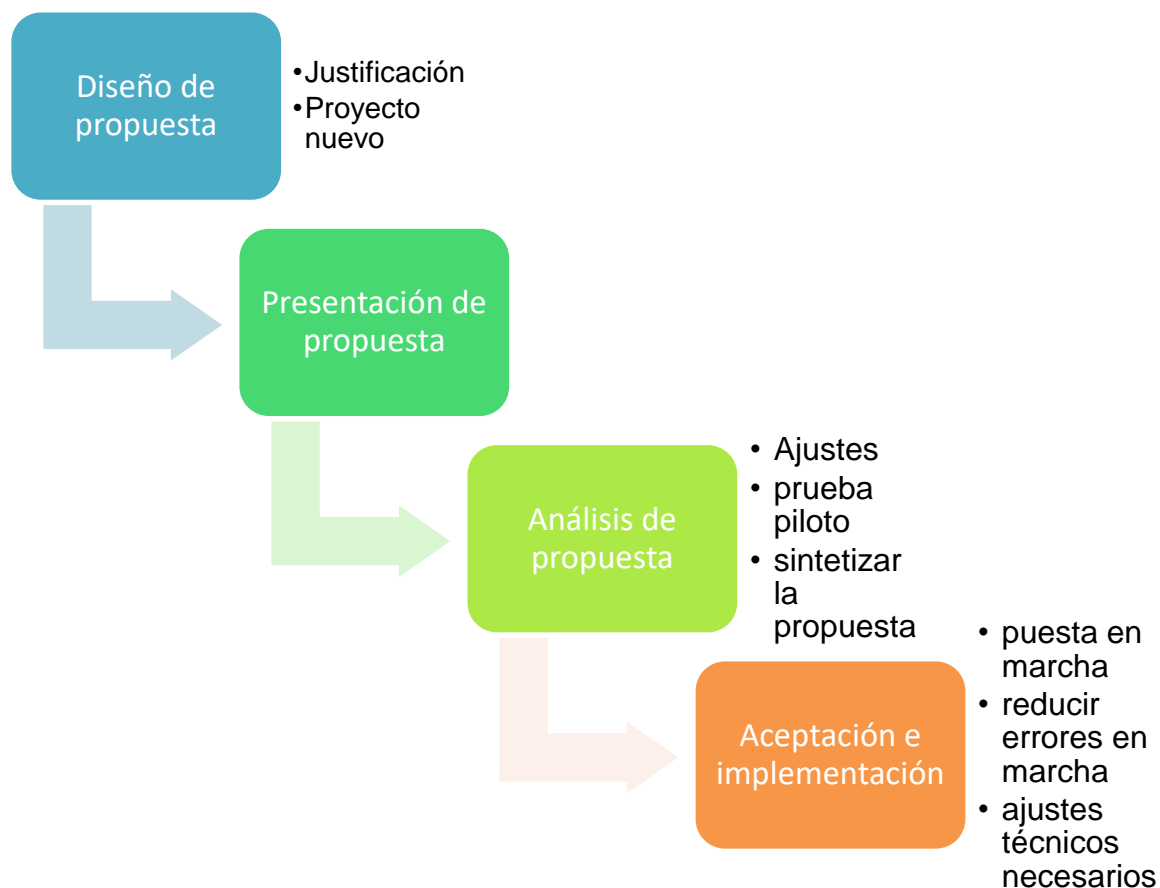 Diseño de
propuesta
•Justificación
•Proyecto
nuevo
Presentación de
propuesta
Análisis de
propuesta
• Ajustes
• prueba
piloto
• sintetizar
la
propuesta
Aceptación e
implementación
• puesta en
marcha
• reducir
errores en
marcha
• ajustes
técnicos
necesarios